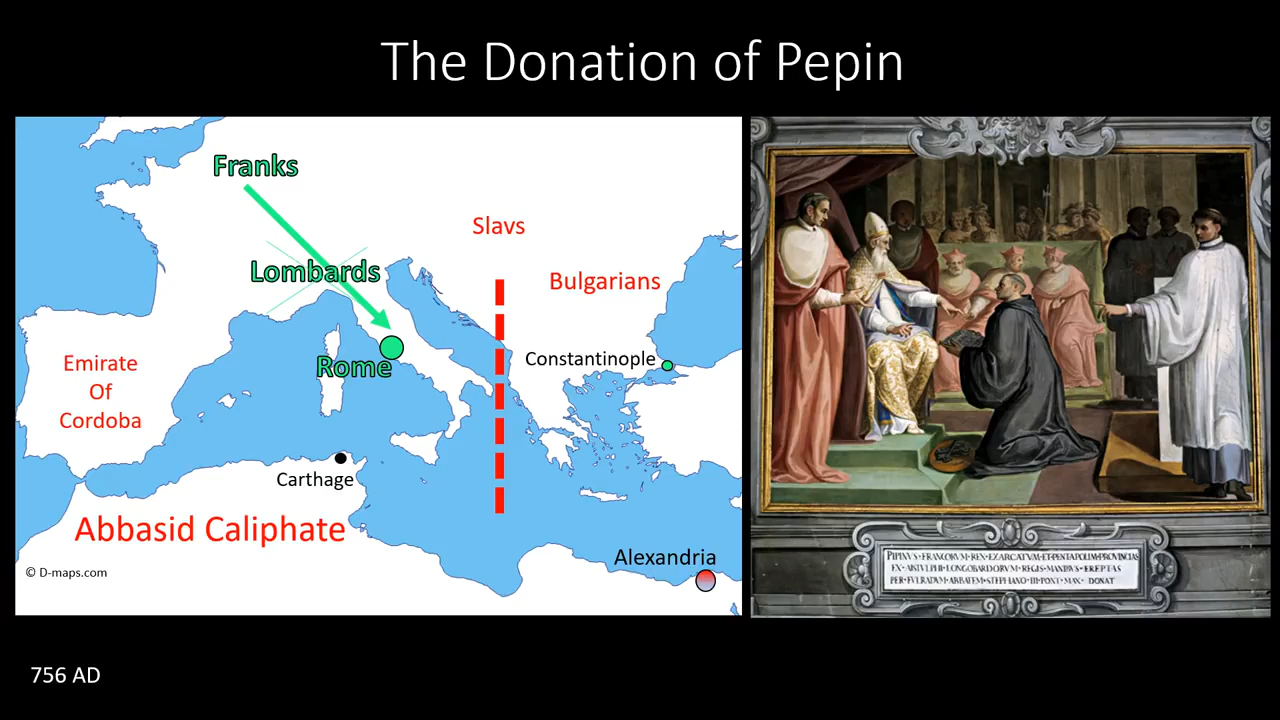 The Donation of Pepin
Franks
Slavs
Lombards
Bulgarians
Emirate
Of
Cordoba
Rome
Constantinople
Carthage
Abbasid Caliphate
Alexandria
© D-maps.com
PIPINVS·FRANCORVM·REX·EXARCATVM·ET·PENTAPOLIM·PROVINCIAS
EX·AISTVLPHI·LONGOBARDORVM·REGIS·MANIBVS·EREPTAS
PER·FVLRADVM·ABBATEM·STEPHANO·III·PONT·MAX·DONAT
756 AD